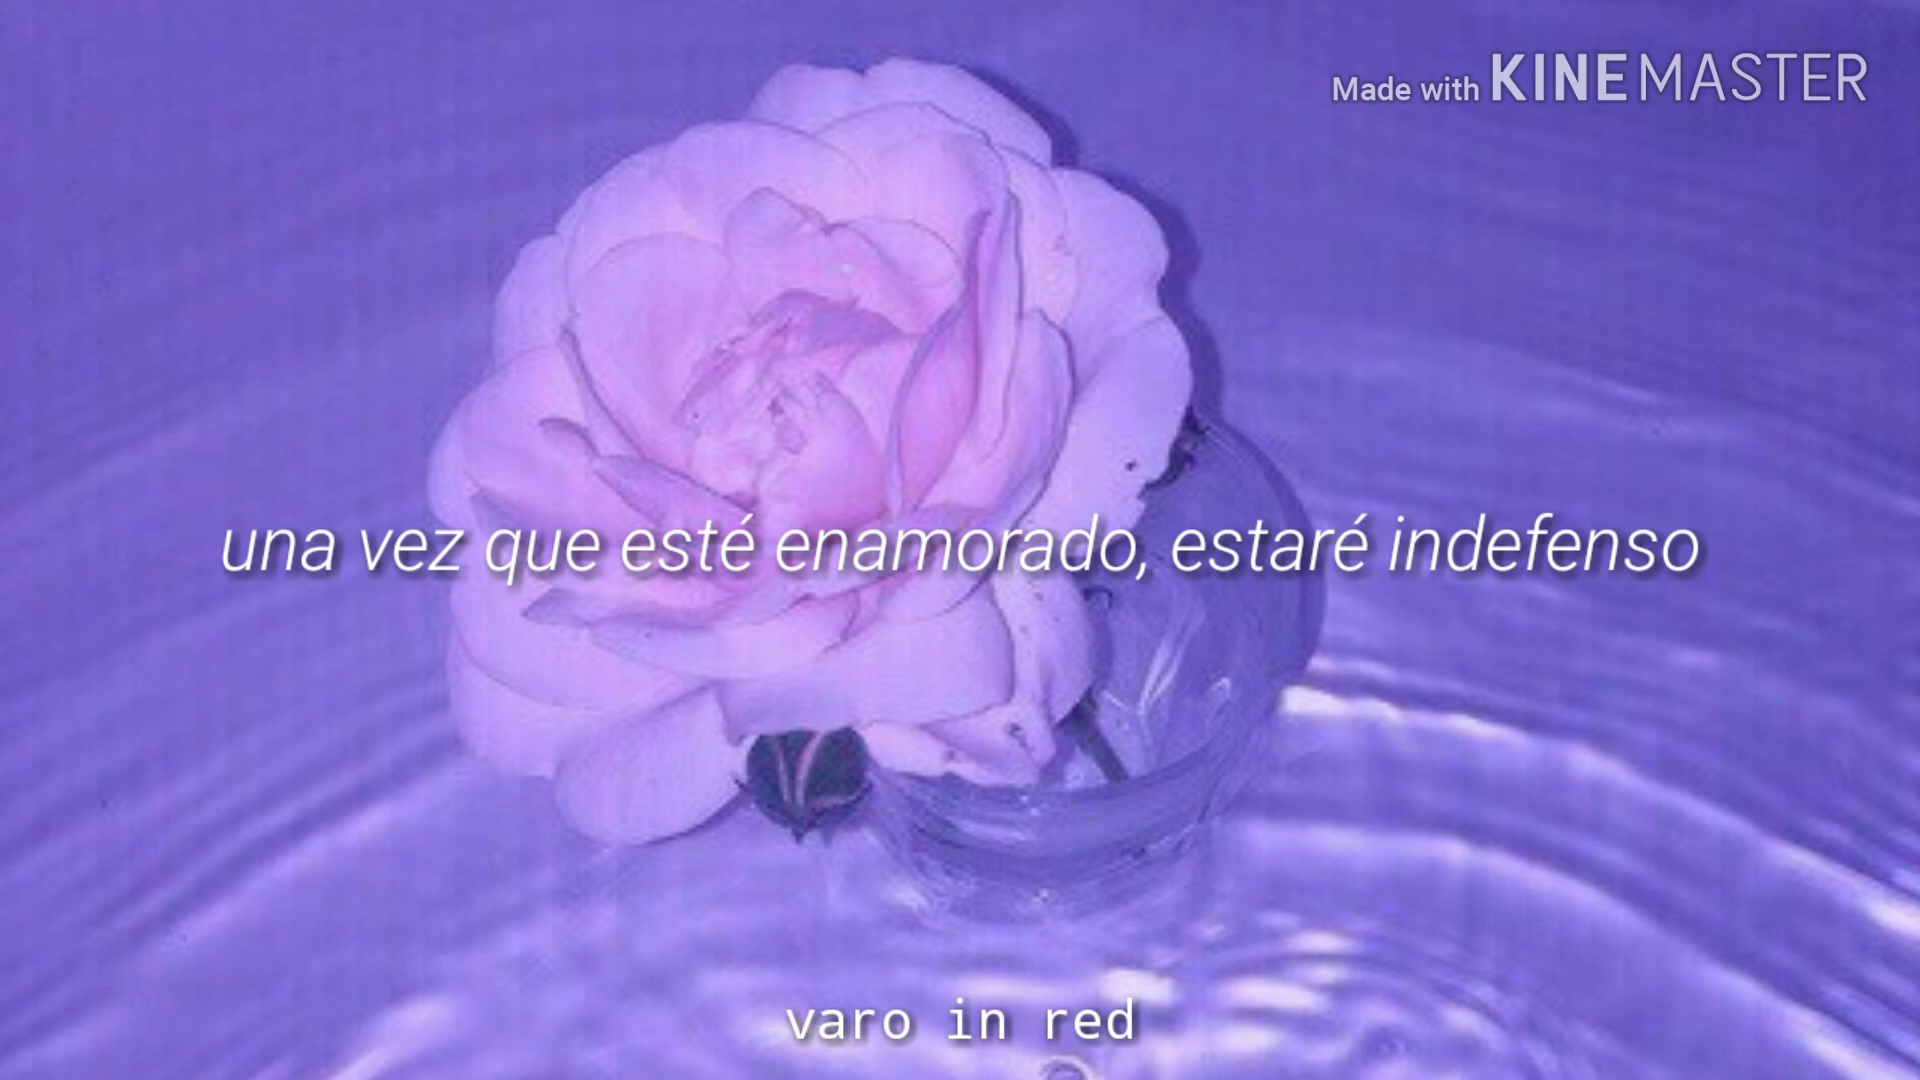 Made with KINEMASTER
una vez que esté enamorado, estaré indefenso
varo in red